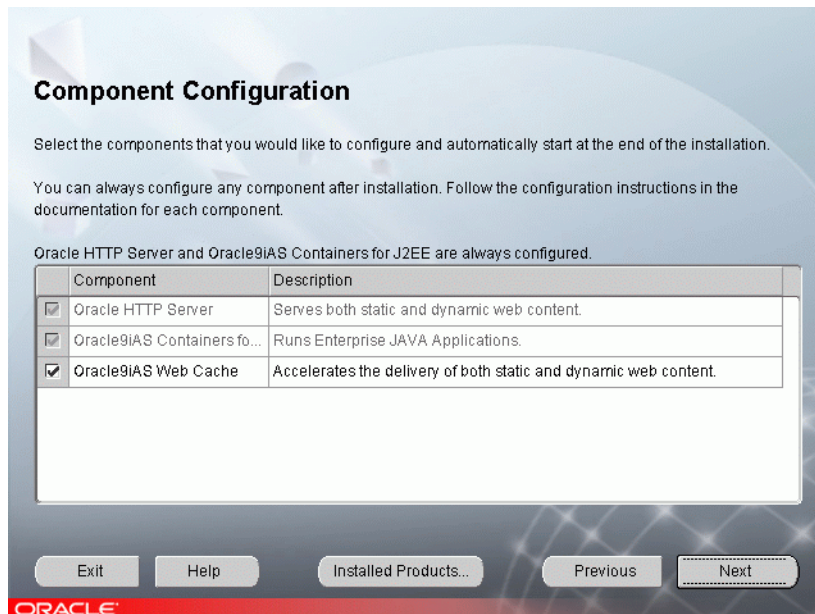 Component Configuration
Select the components that you would like to configure and automatically start at the end of the installation.
You can always configure any component after installation. Follow the configuration instructions in the
documentation for each component.
Oracle HTTP Server and Oracle9iAS Containers for J2EE are always configured.
Component Description
Oracle HTTP Server Serves both static and dynamic web content.
Oracle9iAS Containers fo... Runs Enterprise JAVA Applications.
Oracle9iAS Web Cache Accelerates the delivery of both static and dynamic web content.
Exit Help Installed Products... Previous Next
ORACLE